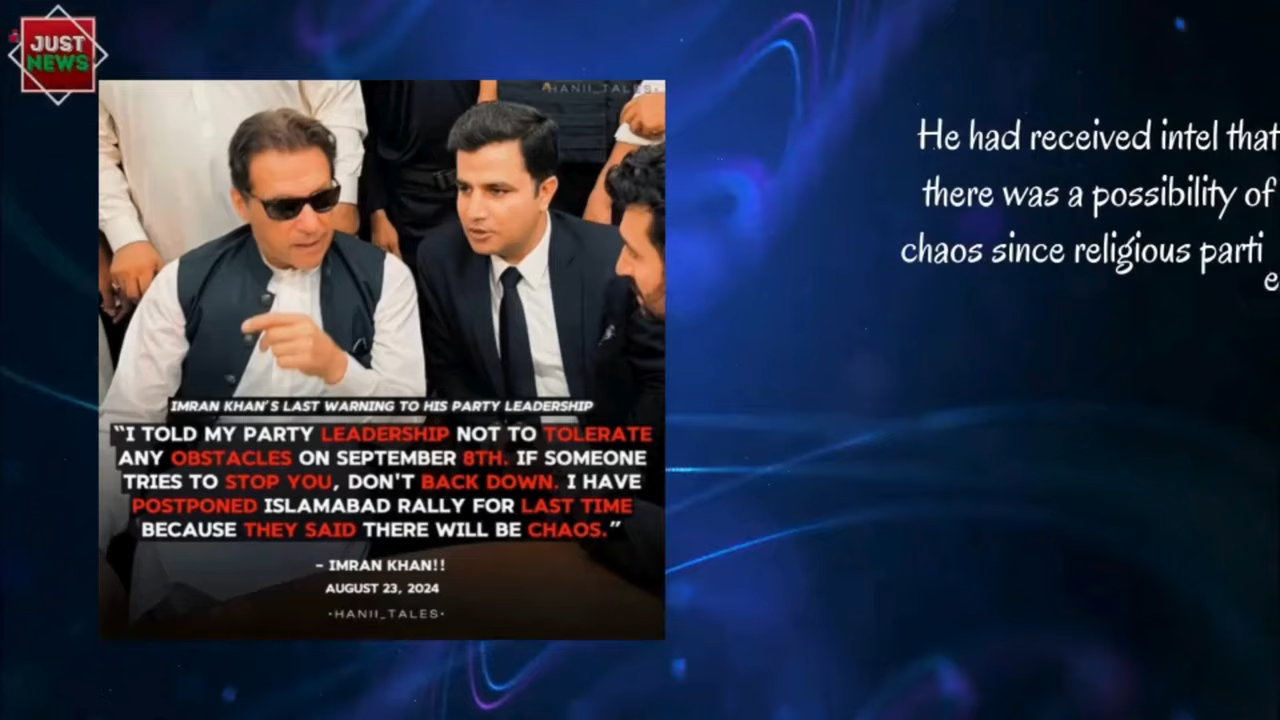 JUST
NEWS
HANII_TALES
IMRAN KHAN'S LAST WARNING TO HIS PARTY LEADERSHIP
“I TOLD MY PARTY LEADERSHIP NOT TO TOLERATE
ANY OBSTACLES ON SEPTEMBER 8TH. IF SOMEONE
TRIES TO STOP YOU, DON'T BACK DOWN. I HAVE
POSTPONED ISLAMABAD RALLY FOR LAST TIME
BECAUSE THEY SAID THERE WILL BE CHAOS.”
- IMRAN KHAN!!
AUGUST 23, 2024
•HANII_TALES•
He had received intel that
there was a possibility of
chaos since religious parti
e